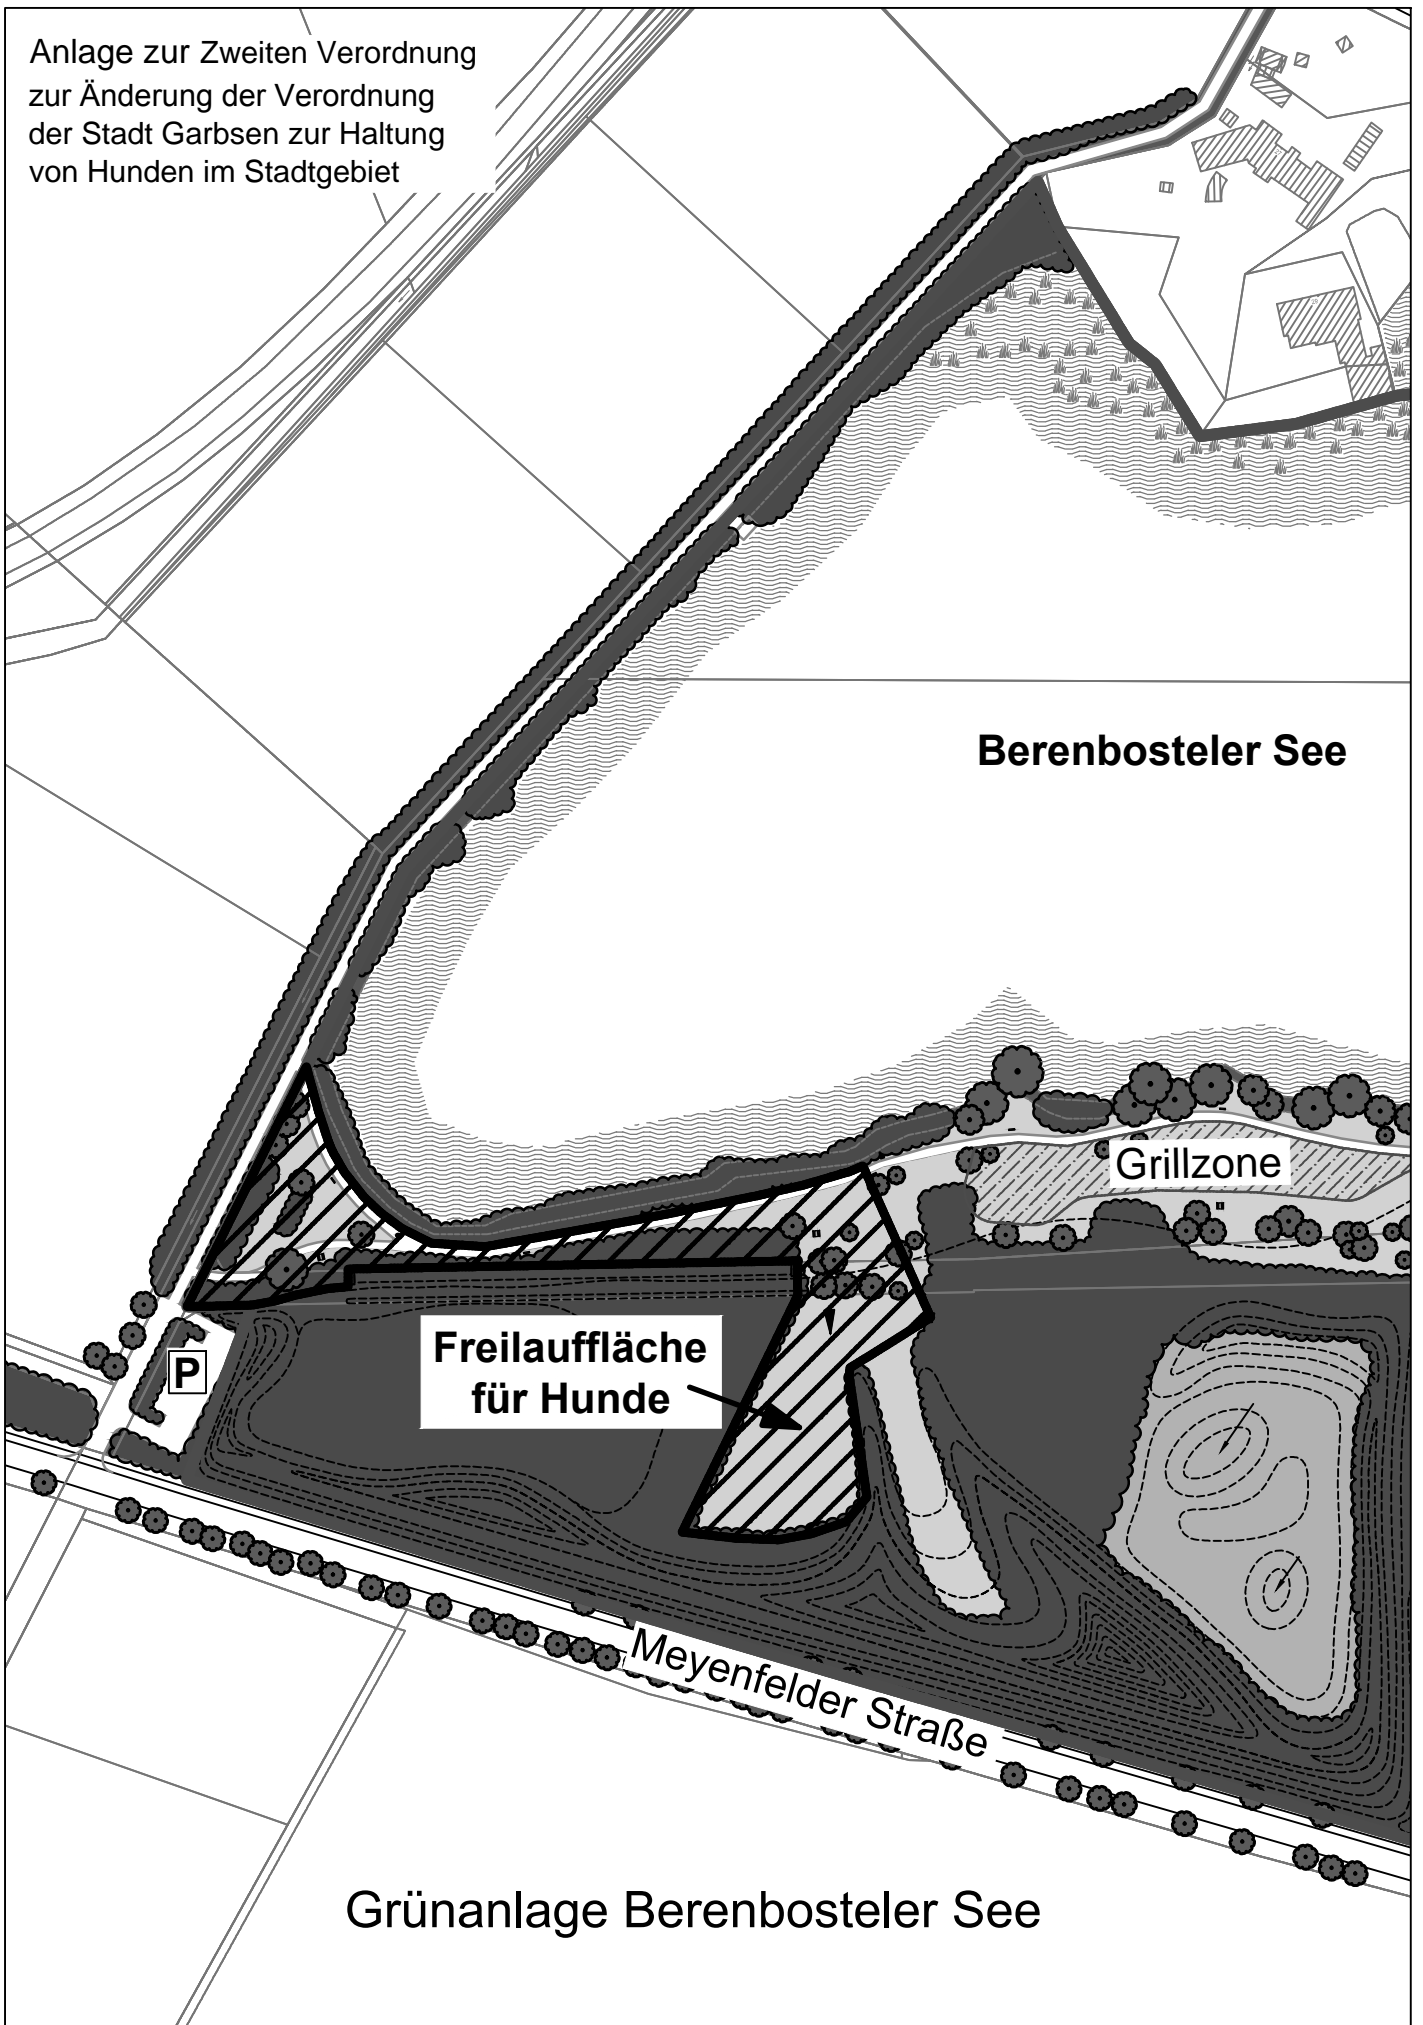 Anlage zur Zweiten Verordnung
zur Änderung der Verordnung
der Stadt Garbsen zur Haltung
von Hunden im Stadtgebiet
Berenbosteler See
Grillzone
Freilauffläche
für Hunde
P
Meyenfelder Straße
Grünanlage Berenbosteler See